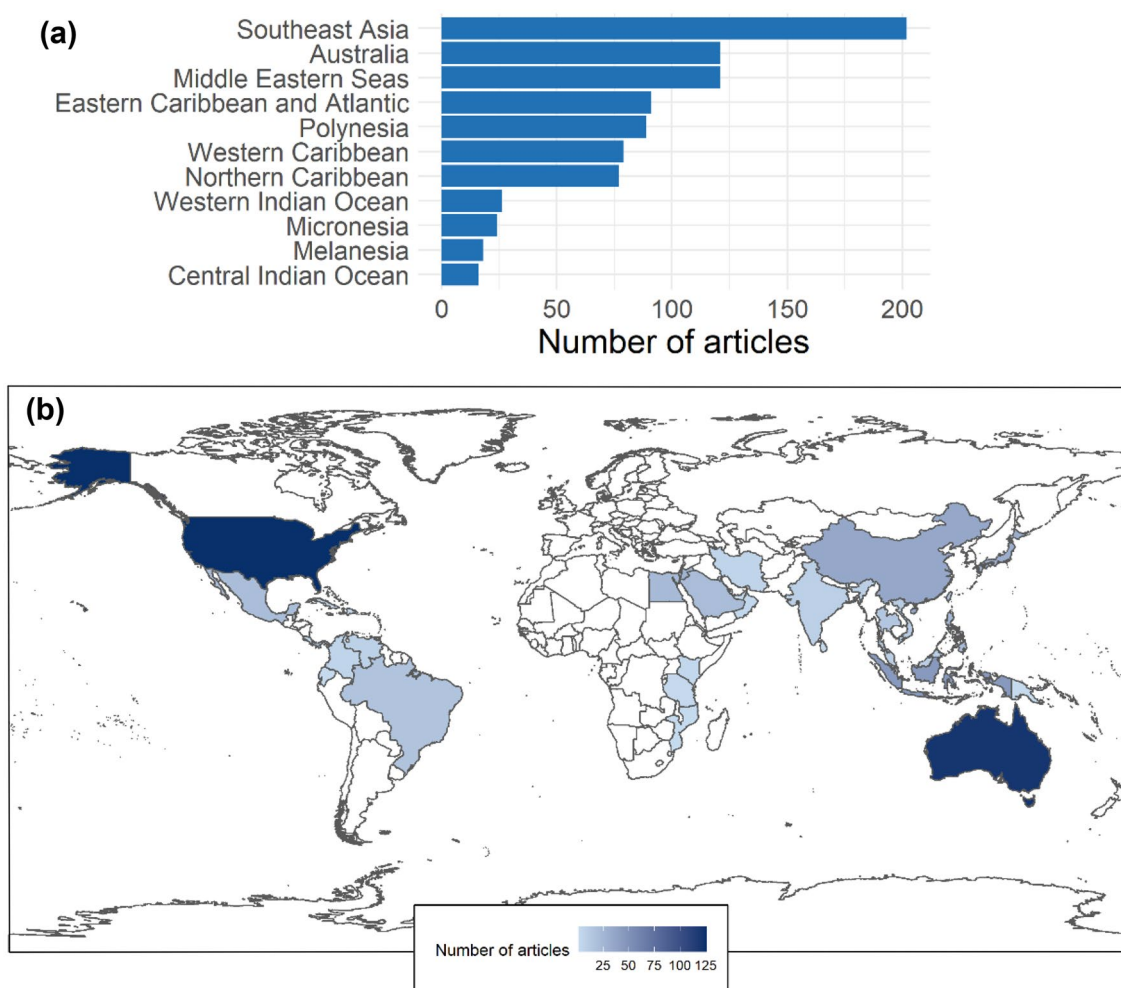 (a)
Southeast Asia
Australia
Middle Eastern Seas
Eastern Caribbean and Atlantic
Polynesia
Western Caribbean
Northern Caribbean
Western Indian Ocean
Micronesia
Melanesia
Central Indian Ocean
0 50 100 150 200
Number of articles
(b)
Number of articles
25 50 75 100 125